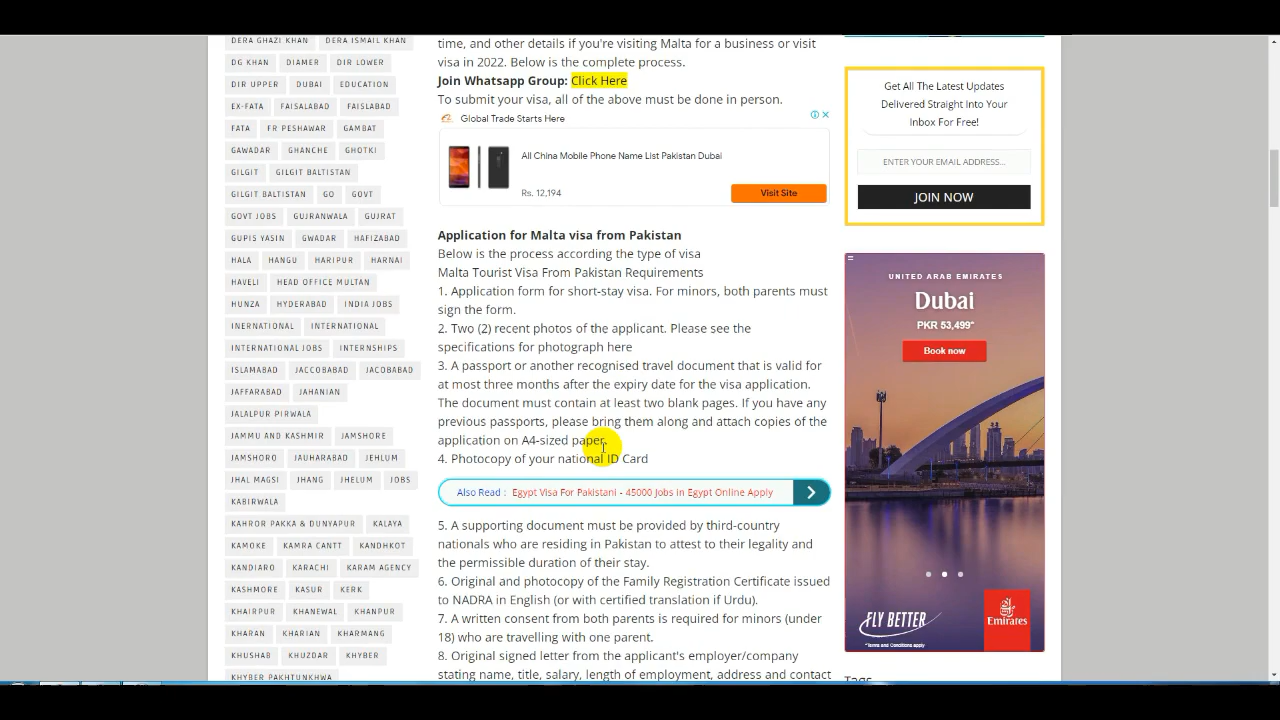 DERA GHAZI KHAN DERA ISMAIL KHAN
DG KHAN DIAMER DIR LOWER
DIR UPPER DUBAI EDUCATION
EX-FATA FAISALABAD FAISLABAD
FATA FR PESHAWAR GAMBAT
GAWADAR GHANCHE GHOTKI
GILGIT GILGIT BALTISTAN
GILGIT BALTISTAN GO GOVT
GOVT JOBS GUJRANWALA GUJRAT
GUPIS YASIN GWADAR HAFIZABAD
HALA HANGU HARIPUR HARNAI
HAVELI HEAD OFFICE MULTAN
HUNZA HYDERABAD INDIA JOBS
INERNATIONAL INTERNATIONAL
INTERNATIONAL JOBS INTERNSHIPS
ISLAMABAD JACCOBABAD JACOBABAD
JAFFARABAD JAHANIAN
JALALPUR PIRWALA
JAMMU AND KASHMIR JAMSHORE
JAMSHORO JAUHARABAD JEHLUM
JHAL MAGSI JHANG JHELUM JOBS
KABIRWALA
KAHROR PAKKA & DUNYAPUR KALAYA
KAMOKE KAMRA CANTT KANDHKOT
KANDIARO KARACHI KARAM AGENCY
KASHMORE KASUR KERK
KHAIRPUR KHANEWAL KHANPUR
KHARAN KHARIAN KHARMANG
KHUSHAB KHUZDAR KHYBER
KHYBER PAKHTUNKHWA
time, and other details if you're visiting Malta for a business or visit
visa in 2022. Below is the complete process.
Join Whatsapp Group: Click Here
To submit your visa, all of the above must be done in person.
Global Trade Starts Here
All China Mobile Phone Name List Pakistan Dubai
Rs. 12,194
Visit Site
Application for Malta visa from Pakistan
Below is the process according the type of visa
Malta Tourist Visa From Pakistan Requirements
1. Application form for short-stay visa. For minors, both parents must
sign the form.
2. Two (2) recent photos of the applicant. Please see the
specifications for photograph here
3. A passport or another recognised travel document that is valid for
at most three months after the expiry date for the visa application.
The document must contain at least two blank pages. If you have any
previous passports, please bring them along and attach copies of the
application on A4-sized paper.
4. Photocopy of your national ID Card
Also Read : Egypt Visa For Pakistani - 45000 Jobs in Egypt Online Apply
5. A supporting document must be provided by third-country
nationals who are residing in Pakistan to attest to their legality and
the permissible duration of their stay.
6. Original and photocopy of the Family Registration Certificate issued
to NADRA in English (or with certified translation if Urdu).
7. A written consent from both parents is required for minors (under
18) who are travelling with one parent.
8. Original signed letter from the applicant's employer/company
stating name, title, salary, length of employment, address and contact
Get All The Latest Updates
Delivered Straight Into Your
Inbox For Free!
ENTER YOUR EMAIL ADDRESS...
JOIN NOW
UNITED ARAB EMIRATES
Dubai
PKR 53,499*
Book now
FLY BETTER
Emirates
*Terms and Conditions apply
Tags